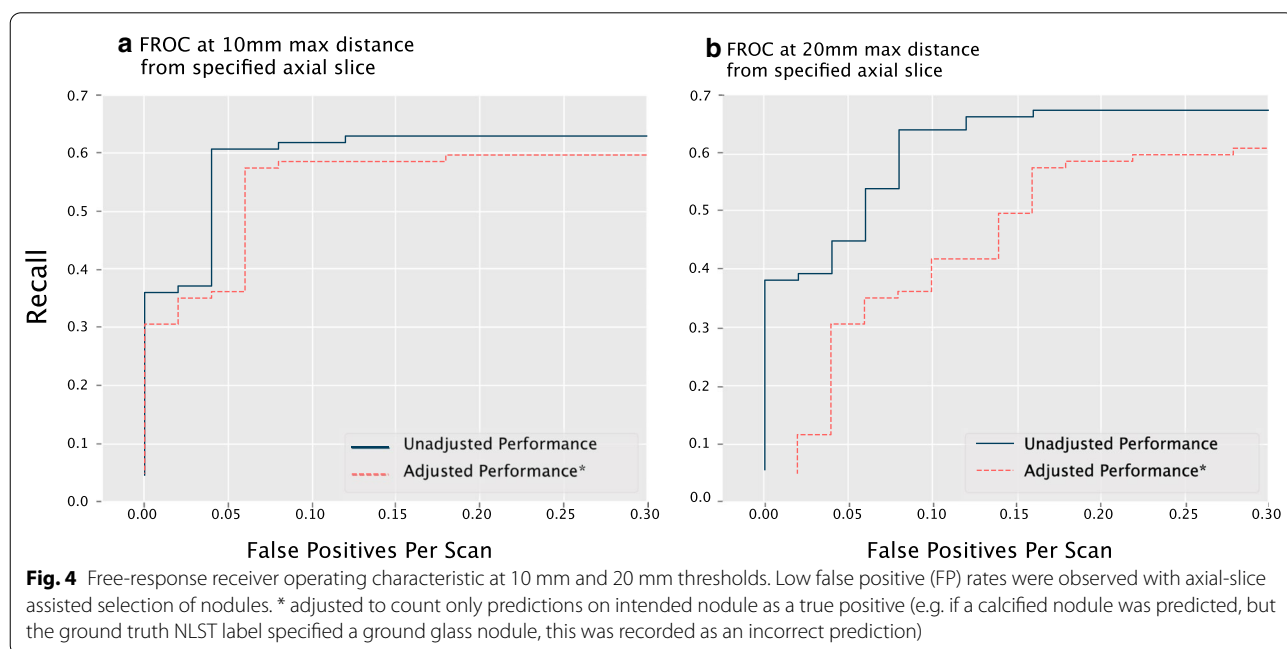 a FROC at 10mm max distance
from specified axial slice
b FROC at 20mm max distance
from specified axial slice
0.7
0.6
0.5
0.4
0.3
0.2
0.1
0.0
Recall
0.00 0.05 0.10 0.15 0.20 0.25 0.30
False Positives Per Scan
Unadjusted Performance
Adjusted Performance*
0.7
0.6
0.5
0.4
0.3
0.2
0.1
0.0
0.00 0.05 0.10 0.15 0.20 0.25 0.30
False Positives Per Scan
Unadjusted Performance
Adjusted Performance*
Fig. 4 Free-response receiver operating characteristic at 10 mm and 20 mm thresholds. Low false positive (FP) rates were observed with axial-slice
assisted selection of nodules. * adjusted to count only predictions on intended nodule as a true positive (e.g. if a calcified nodule was predicted, but
the ground truth NLST label specified a ground glass nodule, this was recorded as an incorrect prediction)